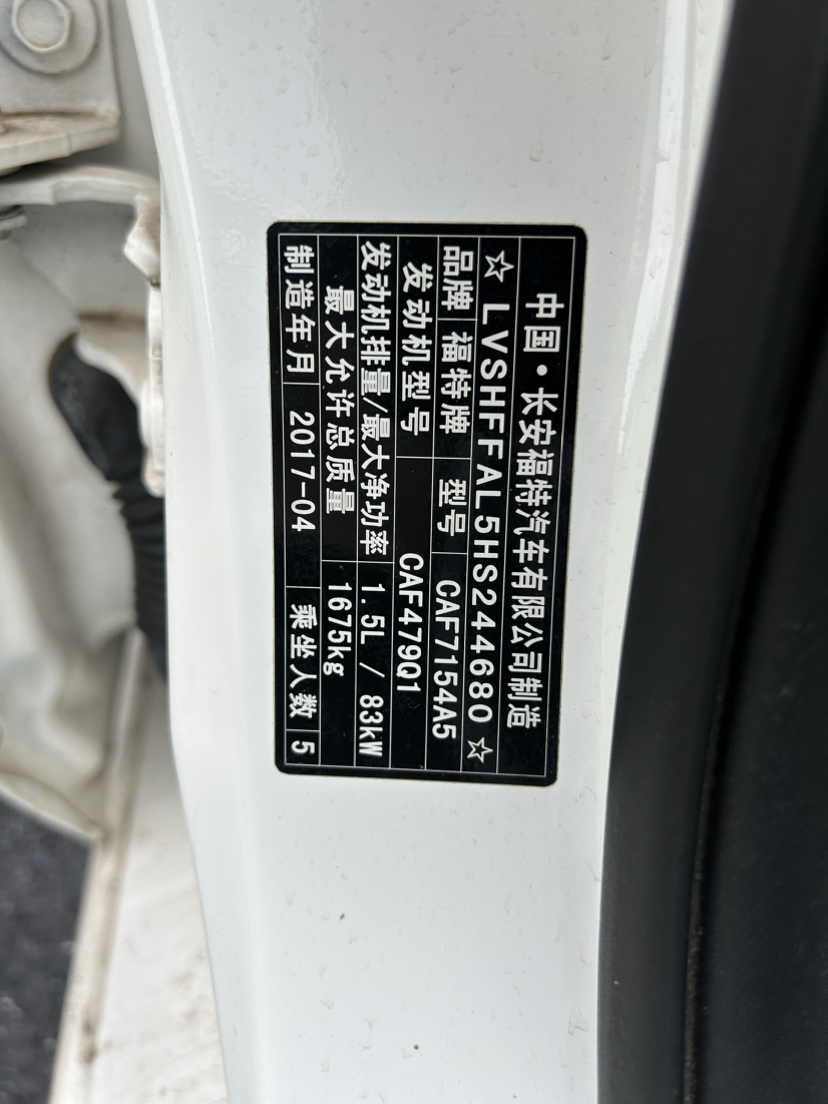 中国·长安福特汽车有限公司制造
☆LVSHFFAL5HS244680☆
品牌 福特牌 型号 CAF7154A5
发动机型号 CAF479Q1
发动机排量/最大净功率 1.5L / 83kW
最大允许总质量 1675kg
制造年月 2017-04 乘坐人数 5